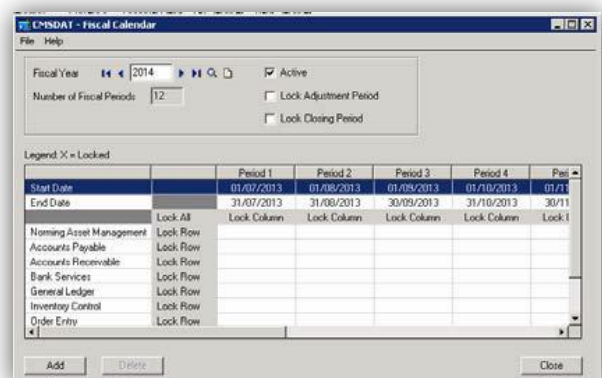 CMSDAT - Fiscal Calendar
File Help
Fiscal Year 2014 Active
Number of Fiscal Periods 12 Lock Adjustment Period
Lock Closing Period
Legend: X = Locked
Period 1 Period 2 Period 3 Period 4
Start Date 01/07/2013 01/08/2013 01/09/2013 01/10/2013 01/11
End Date 31/07/2013 31/08/2013 30/09/2013 31/10/2013 30/11
Lock All Lock Column Lock Column Lock Column Lock Column Lock
Norming Asset Management Lock Row
Accounts Payable Lock Row
Accounts Receivable Lock Row
Bank Services Lock Row
General Ledger Lock Row
Inventory Control Lock Row
Order Entry Lock Row
Add Delete Close